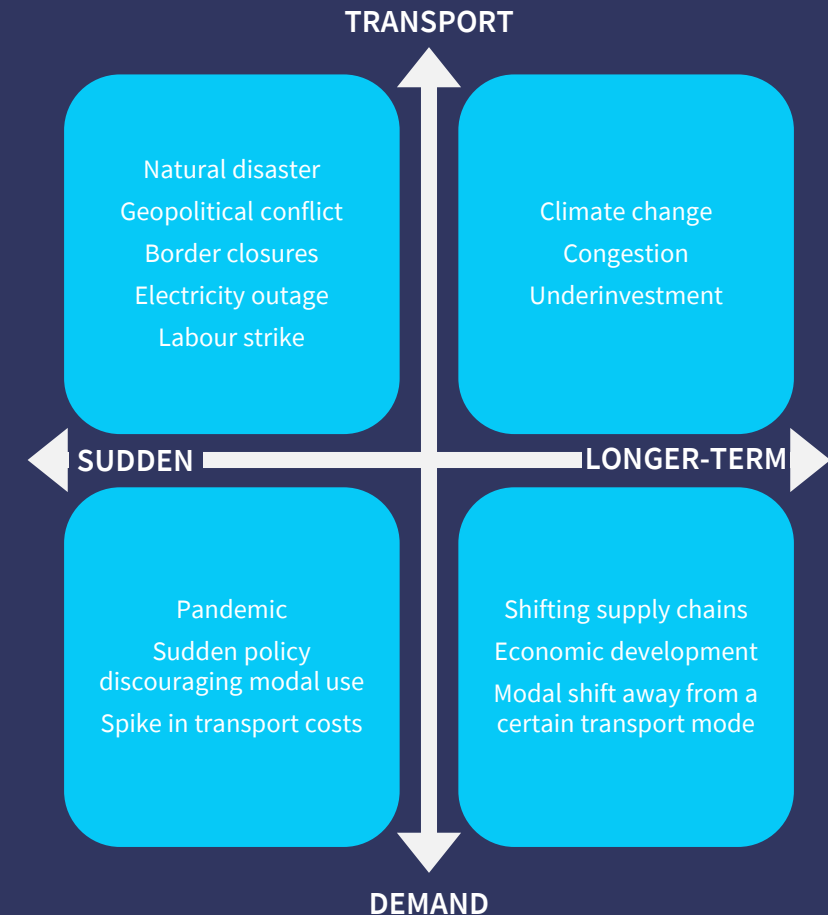 TRANSPORT
Natural disaster
Geopolitical conflict
Border closures
Electricity outage
Labour strike
Climate change
Congestion
Underinvestment
SUDDEN
LONGER-TERM
Pandemic
Sudden policy
discouraging modal use
Spike in transport costs
Shifting supply chains
Economic development
Modal shift away from a
certain transport mode
DEMAND